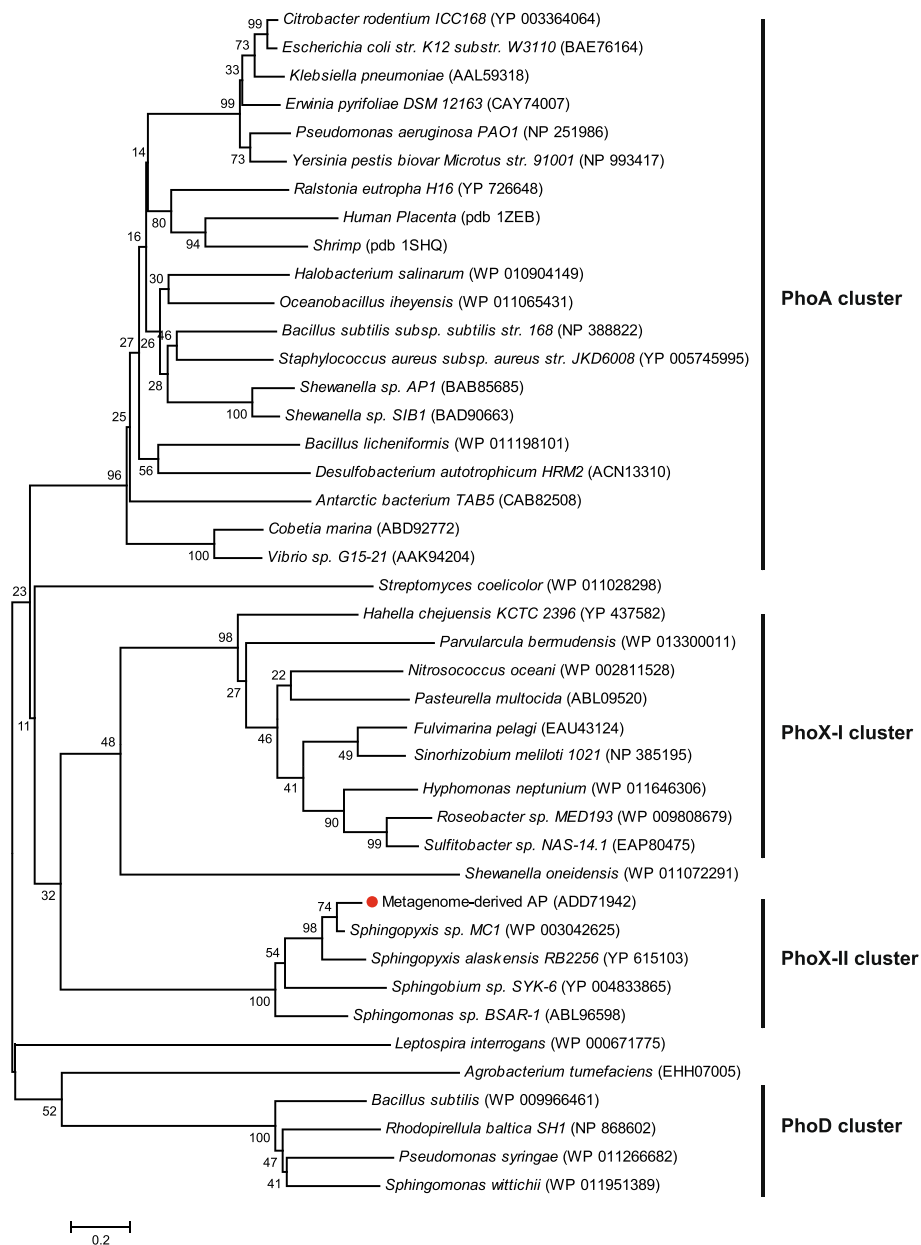 99
Citrobacter rodentium ICC168 (YP 003364064)
Escherichia coli str. K12 substr. W3110 (BAE76164)
73
Klebsiella pneumoniae (AAL59318)
33
Erwinia pyrifoliae DSM 12163 (CAY74007)
99
Pseudomonas aeruginosa PAO1 (NP 251986)
73
Yersinia pestis biovar Microtus str. 91001 (NP 993417)
14
Ralstonia eutropha H16 (YP 726648)
80
Human Placenta (pdb 1ZEB)
94
Shrimp (pdb 1SHQ)
16
Halobacterium salinarum (WP 010904149)
30
Oceanobacillus iheyensis (WP 011065431)
PhoA cluster
Bacillus subtilis subsp. subtilis str. 168 (NP 388822)
46
27
26
Staphylococcus aureus subsp. aureus str. JKD6008 (YP 005745995)
28
Shewanella sp. AP1 (BAB85685)
100
Shewanella sp. SIB1 (BAD90663)
25
Bacillus licheniformis (WP 011198101)
56
Desulfobacterium autotrophicum HRM2 (ACN13310)
96
Antarctic bacterium TAB5 (CAB82508)
Cobetia marina (ABD92772)
100
Vibrio sp. G15-21 (AAK94204)
23
Streptomyces coelicolor (WP 011028298)
Hahella chejuensis KCTC 2396 (YP 437582)
98
Parvularcula bermudensis (WP 013300011)
22
Nitrosococcus oceani (WP 002811528)
27
Pasteurella multocida (ABL09520)
11
Fulvimarina pelagi (EAU43124)
PhoX-I cluster
46
48
49
Sinorhizobium meliloti 1021 (NP 385195)
41
Hyphomonas neptunium (WP 011646306)
90
Roseobacter sp. MED193 (WP 009808679)
99
Sulfitobacter sp. NAS-14.1 (EAP80475)
Shewanella oneidensis (WP 011072291)
32
74
Metagenome-derived AP (ADD71942)
98
Sphingopyxis sp. MC1 (WP 003042625)
54
Sphingopyxis alaskensis RB2256 (YP 615103)
PhoX-II cluster
Sphingobium sp. SYK-6 (YP 004833865)
100
Sphingomonas sp. BSAR-1 (ABL96598)
Leptospira interrogans (WP 000671775)
Agrobacterium tumefaciens (EHH07005)
52
Bacillus subtilis (WP 009966461)
100
Rhodopirellula baltica SH1 (NP 868602)
PhoD cluster
47
Pseudomonas syringae (WP 011266682)
41
Sphingomonas wittichii (WP 011951389)
0.2